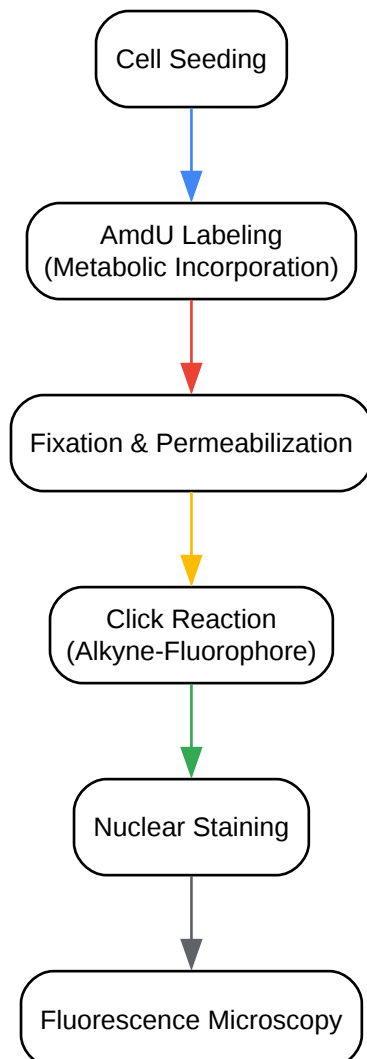 Cell Seeding
AmdU Labeling
(Metabolic Incorporation)
Fixation & Permeabilization
Click Reaction
(Alkyne-Fluorophore)
Nuclear Staining
Fluorescence Microscopy